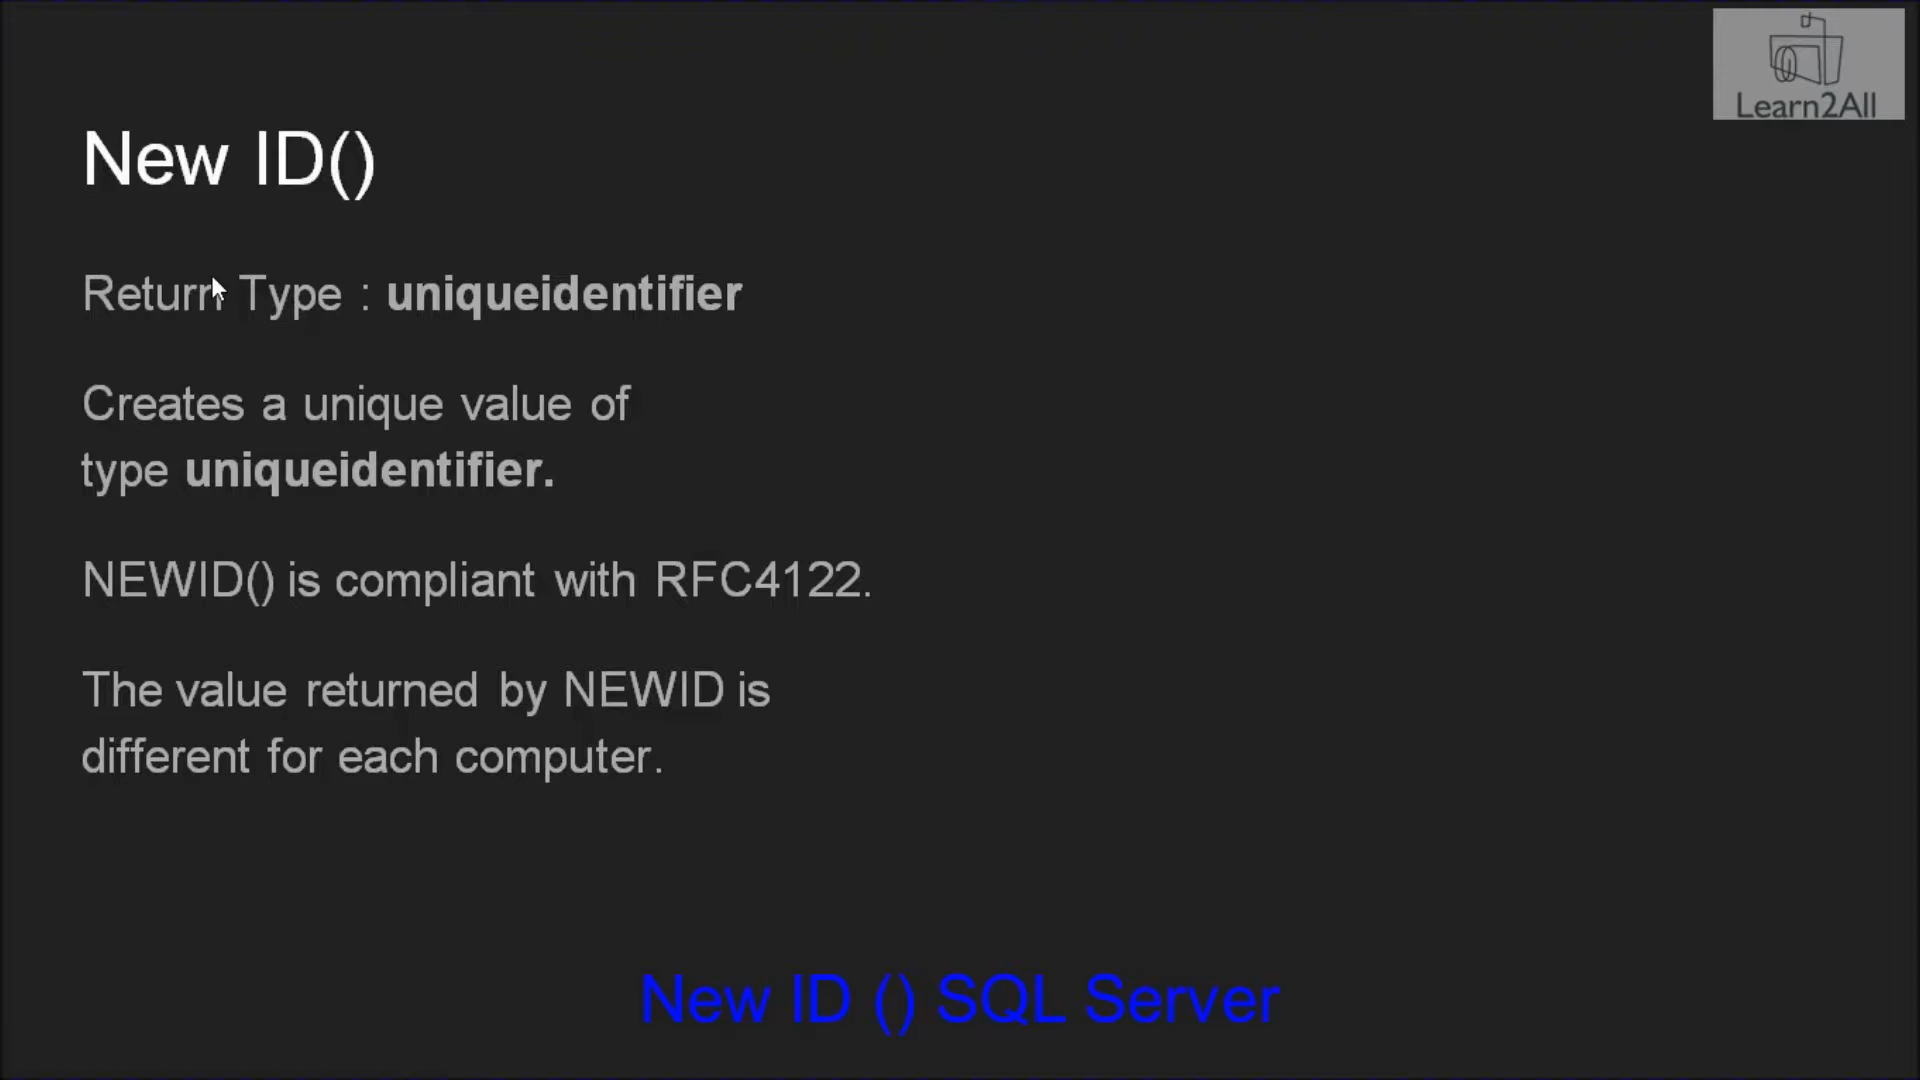 Learn2All
New ID()
Return Type : uniqueidentifier
Creates a unique value of
type uniqueidentifier.
NEWID() is compliant with RFC4122.
The value returned by NEWID is
different for each computer.
New ID () SQL Server